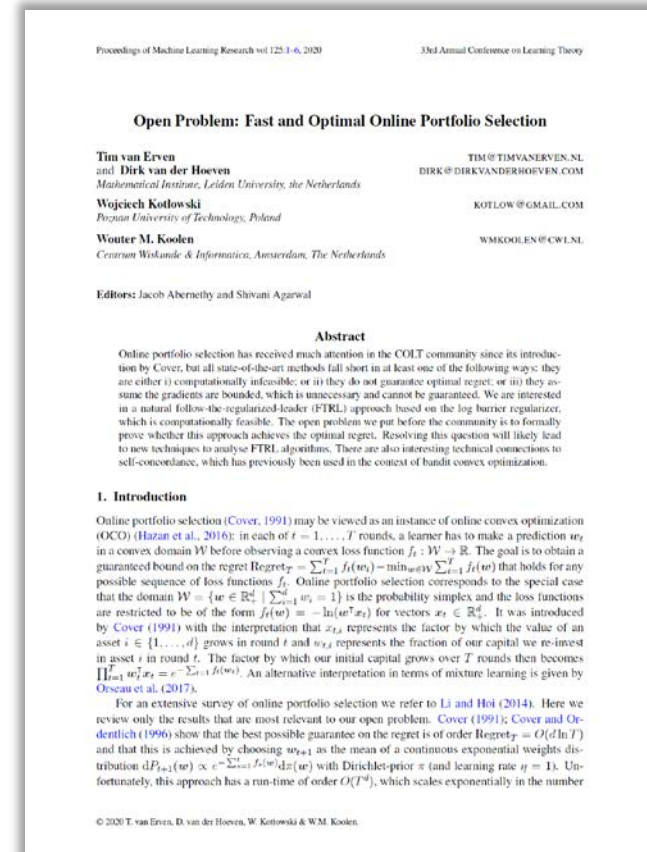 Proceedings of Machine Learning Research vol 125:1–6, 2020 33rd Annual Conference on Learning Theory
Open Problem: Fast and Optimal Online Portfolio Selection
Tim van Erven TIM@TIMVANERVEN.NL
and Dirk van der Hoeven DIRK@DIRKVANDERHOEVEN.COM
Mathematical Institute, Leiden University, the Netherlands
Wojciech Kotłowski KOTLOW@GMAIL.COM
Poznan University of Technology, Poland
Wouter M. Koolen WMKOOLEN@CWI.NL
Centrum Wiskunde & Informatica, Amsterdam, The Netherlands
Editors: Jacob Abernethy and Shivani Agarwal
Abstract
Online portfolio selection has received much attention in the COLT community since its introduc-
tion by Cover, but all state-of-the-art methods fall short in at least one of the following ways: they
are either i) computationally infeasible; or ii) they do not guarantee optimal regret; or iii) they as-
sume the gradients are bounded, which is unnecessary and cannot be guaranteed. We are interested
in a natural follow-the-regularized-leader (FTRL) approach based on the log barrier regularizer,
which is computationally feasible. The open problem we put before the community is to formally
prove whether this approach achieves the optimal regret. Resolving this question will likely lead
to new techniques to analyse FTRL algorithms. There are also interesting technical connections to
self-concordance, which has previously been used in the context of bandit convex optimization.
1. Introduction
Online portfolio selection (Cover, 1991) may be viewed as an instance of online convex optimization
(OCO) (Hazan et al., 2016): in each of t = 1, . . . , T rounds, a learner has to make a prediction w_t
in a convex domain W before observing a convex loss function f_t : W → ℝ. The goal is to obtain a
guaranteed bound on the regret Regret_T = ∑_{t=1}^T f_t(w_t) − min_{w∈W} ∑_{t=1}^T f_t(w) that holds for any
possible sequence of loss functions f_t. Online portfolio selection corresponds to the special case
that the domain W = {w ∈ ℝ_+^d | ∑_{i=1}^d w_i = 1} is the probability simplex and the loss functions
are restricted to be of the form f_t(w) = − ln(w^⊤x_t) for vectors x_t ∈ ℝ_+^d. It was introduced
by Cover (1991) with the interpretation that x_{t,i} represents the factor by which the value of an
asset i ∈ {1, . . . , d} grows in round t and w_{t,i} represents the fraction of our capital we re-invest
in asset i in round t. The factor by which our initial capital grows over T rounds then becomes
∏_{t=1}^T w_t^⊤x_t = e^{−∑_{t=1}^T f_t(w_t)}. An alternative interpretation in terms of mixture learning is given by
Orseau et al. (2017).
For an extensive survey of online portfolio selection we refer to Li and Hoi (2014). Here we
review only the results that are most relevant to our open problem. Cover (1991); Cover and Or-
dentlich (1996) show that the best possible guarantee on the regret is of order Regret_T = O(d ln T)
and that this is achieved by choosing w_{t+1} as the mean of a continuous exponential weights dis-
tribution dP_{t+1}(w) ∝ e^{−∑_{s=1}^t f_s(w)}dπ(w) with Dirichlet-prior π (and learning rate η = 1). Un-
fortunately, this approach has a run-time of order O(T^d), which scales exponentially in the number
© 2020 T. van Erven, D. van der Hoeven, W. Kotłowski & W.M. Koolen.